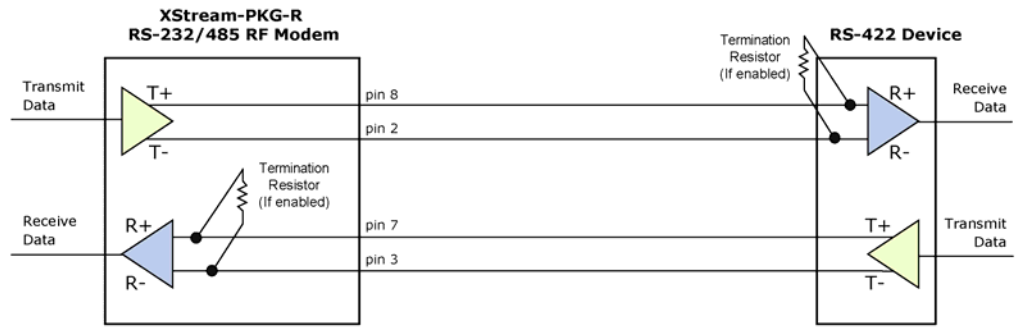 XStream-PKG-R
RS-232/485 RF Modem
RS-422 Device
Termination
Resistor
(If enabled)
Transmit
Data
T+
T-
pin 8
pin 2
R+
R-
Receive
Data
Termination
Resistor
(If enabled)
Receive
Data
R+
R-
pin 7
pin 3
T+
T-
Transmit
Data